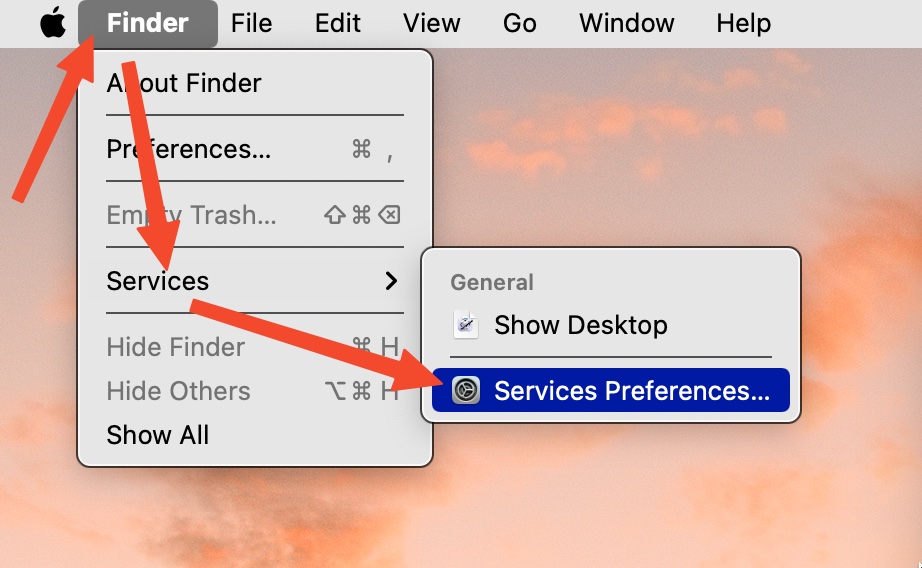 Finder File Edit View Go Window Help
About Finder
Preferences... ⌘ ,
Empty Trash... ⇧⌘⌫
Services
Hide Finder ⌘ H
Hide Others ⌥⌘ H
Show All
General
Show Desktop
Services Preferences...